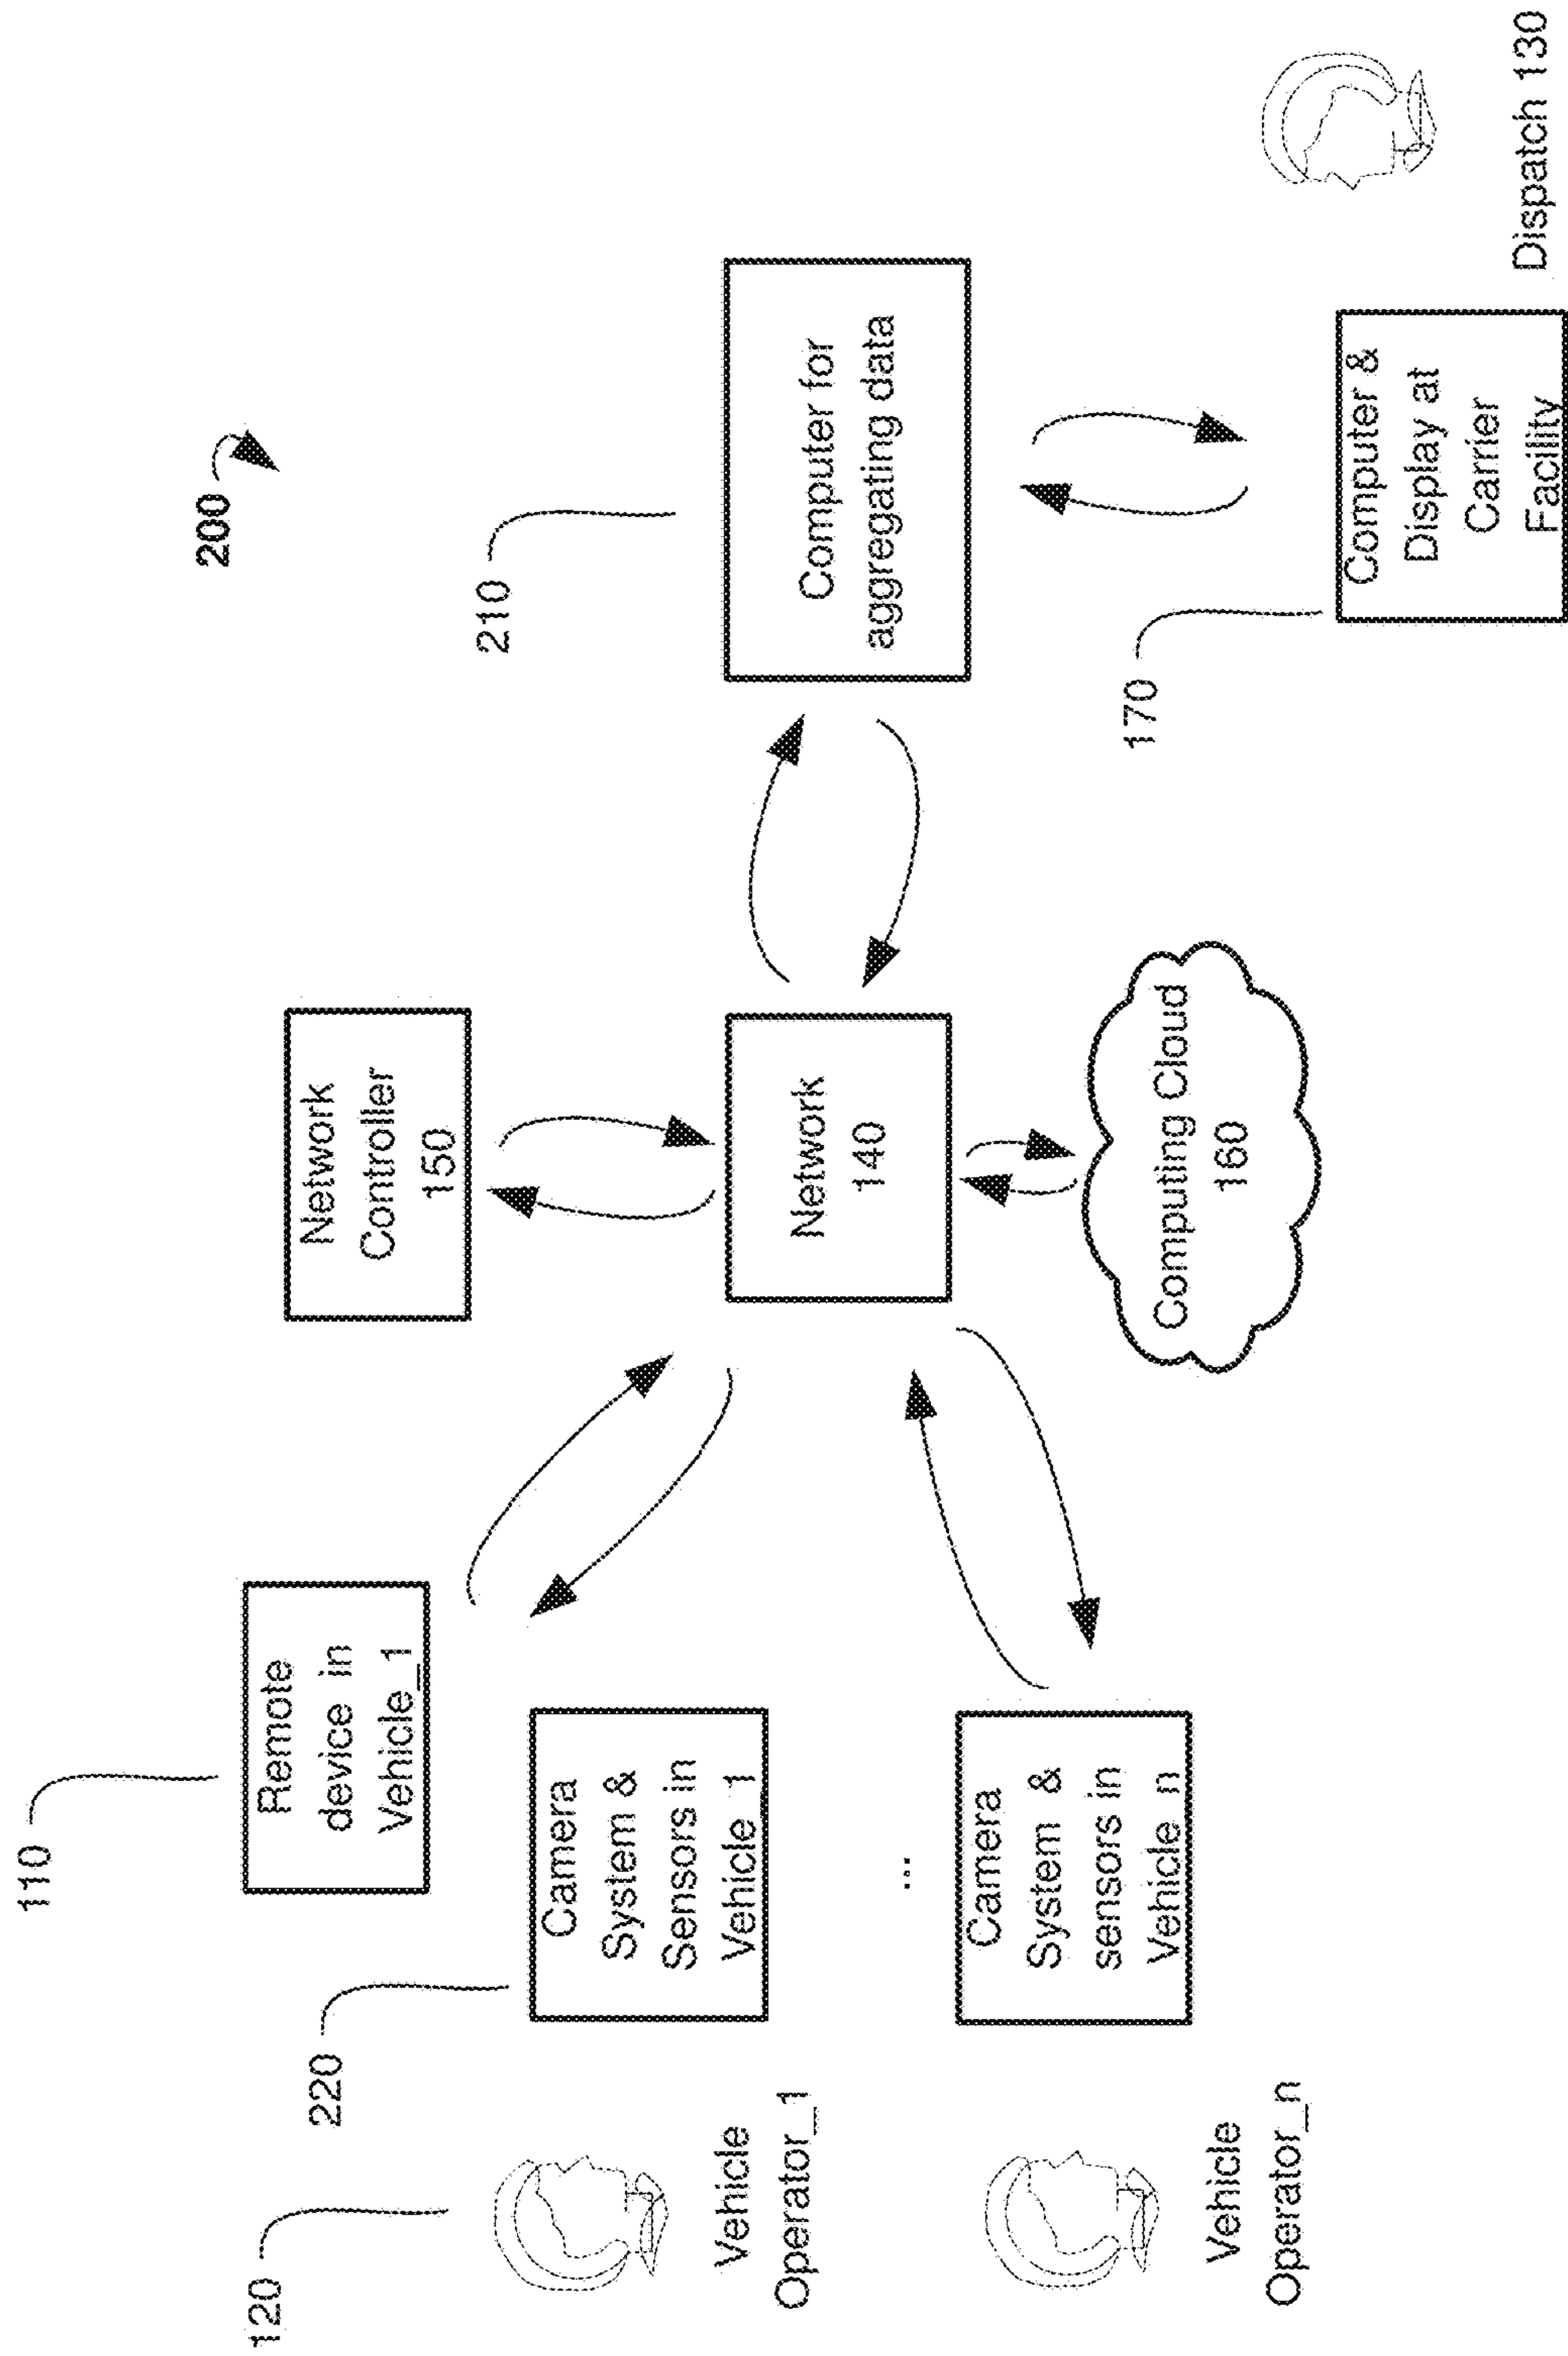 200
110
Remote
device in
Vehicle_1
220
120
Camera
System &
Sensors in
Vehicle_1
Vehicle
Operator_1
...
Camera
System &
sensors in
Vehicle_n
Vehicle
Operator_n
Network
Controller
150
Network
140
Computing Cloud
160
210
Computer for
aggregating data
170
Computer &
Display at
Carrier
Facility
Dispatch 130